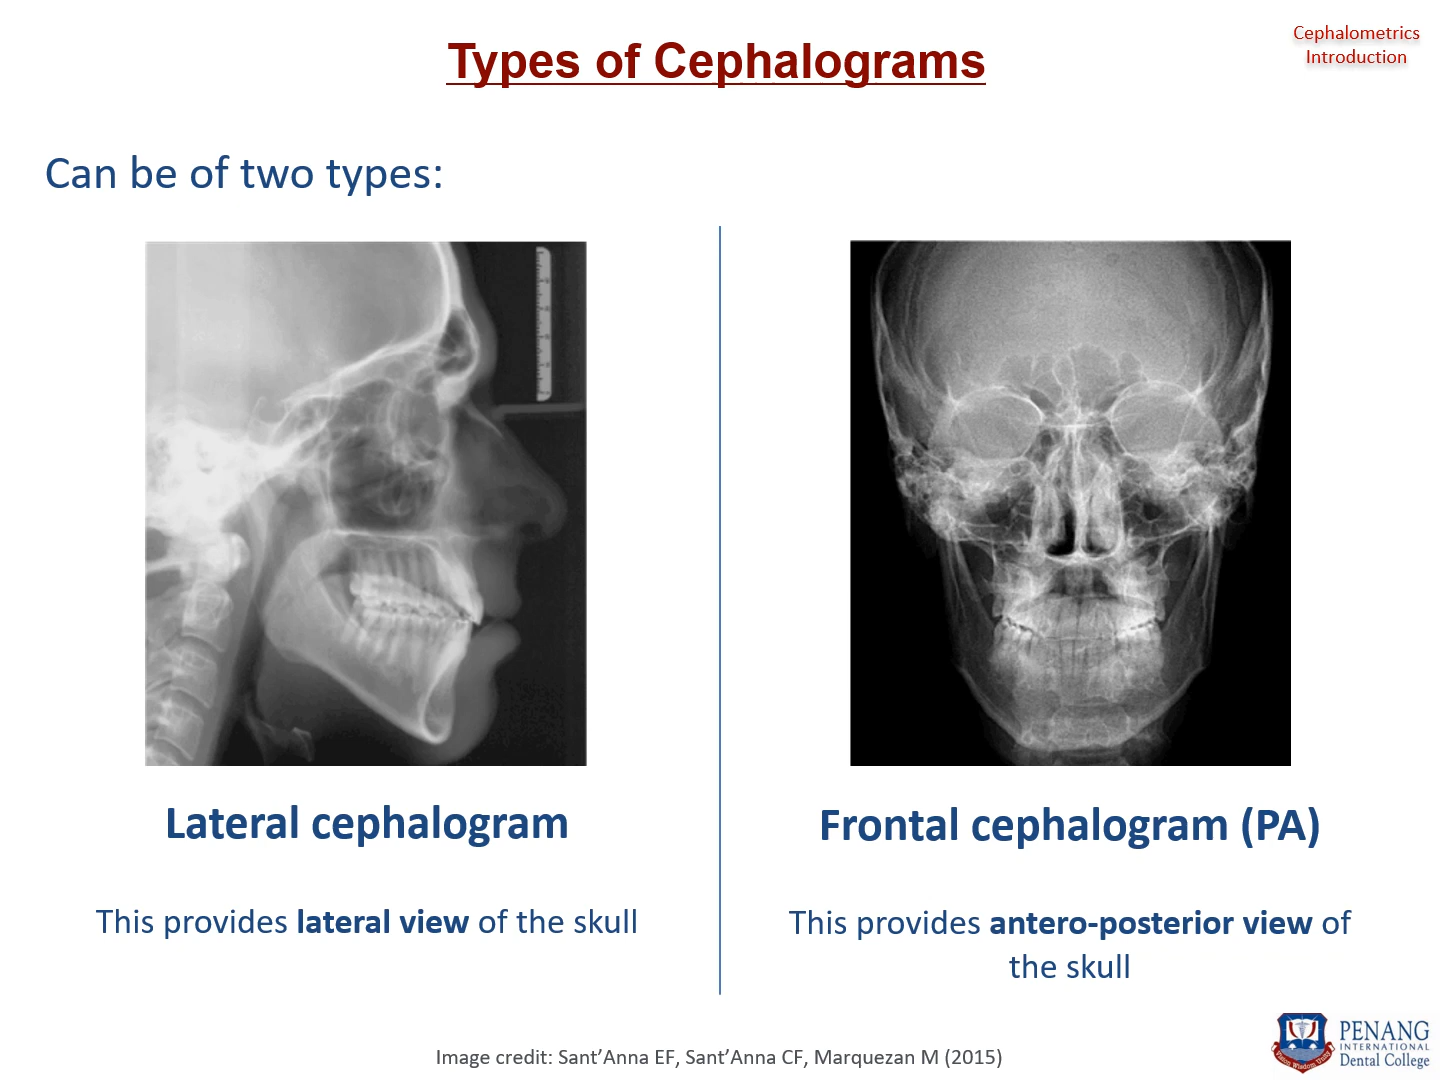 Types of Cephalograms
Cephalometrics
Introduction
Can be of two types:
Lateral cephalogram
This provides lateral view of the skull
Frontal cephalogram (PA)
This provides antero-posterior view of
the skull
Image credit: Sant’Anna EF, Sant’Anna CF, Marquezan M (2015)
PENANG
INTERNATIONAL
Dental College